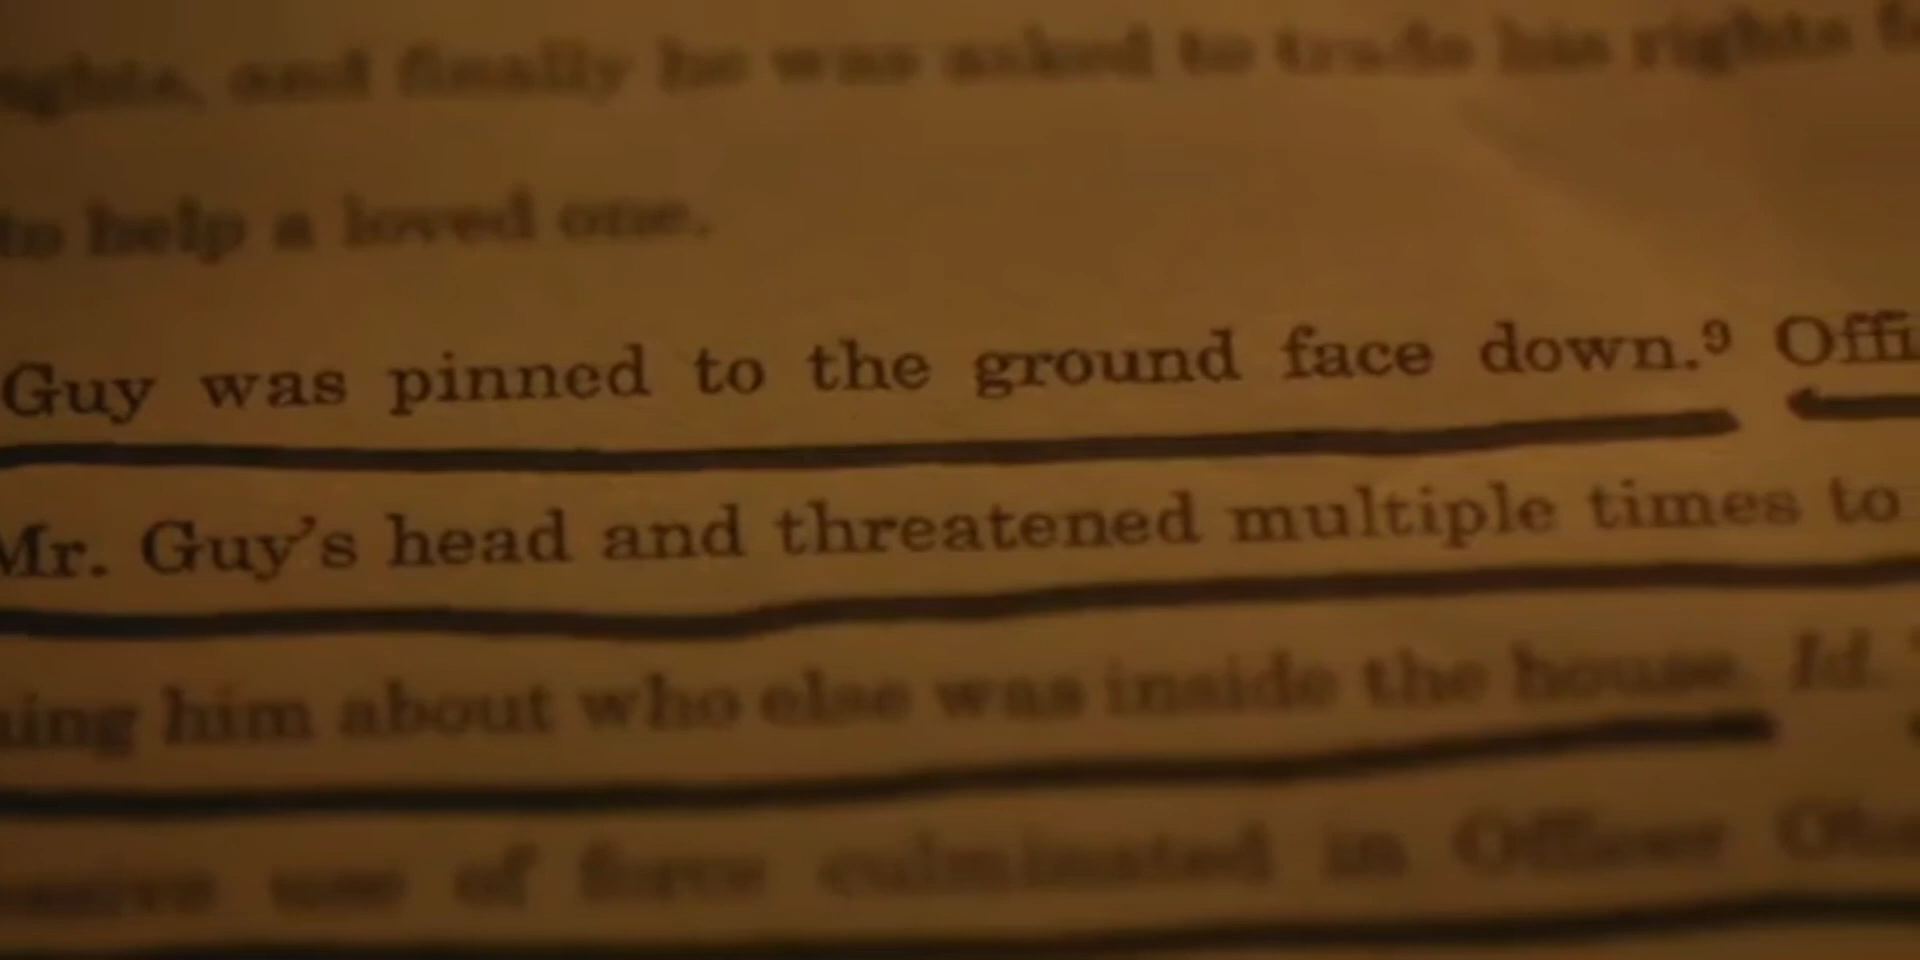 and finally he was asked to trade his rights
to help a loved one.
Guy was pinned to the ground face down.⁹ Offi
Mr. Guy's head and threatened multiple times to
him about who else was inside the house. Id.
use of force culminated in Officer